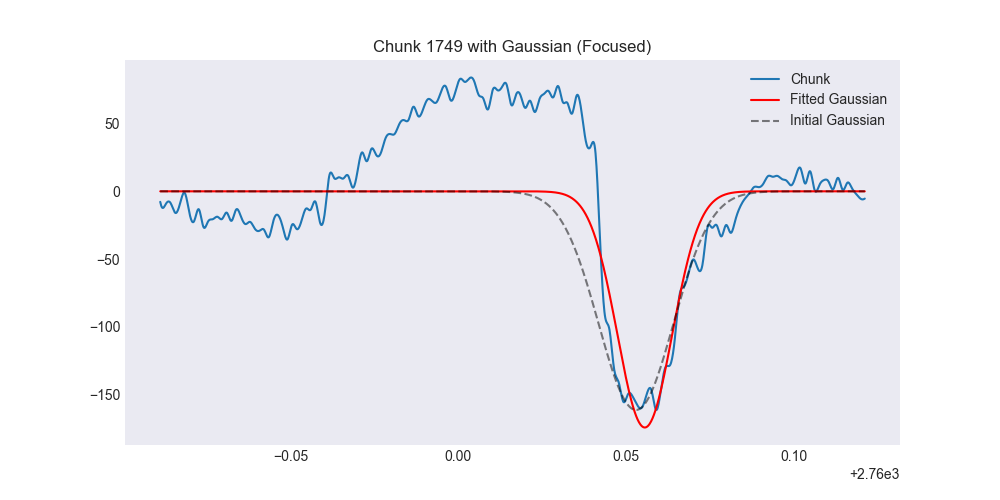 Chunk 1749 with Gaussian (Focused)
Chunk
Fitted Gaussian
Initial Gaussian
50
0
−50
−100
−150
−0.05
0.00
0.05
0.10
+2.76e3